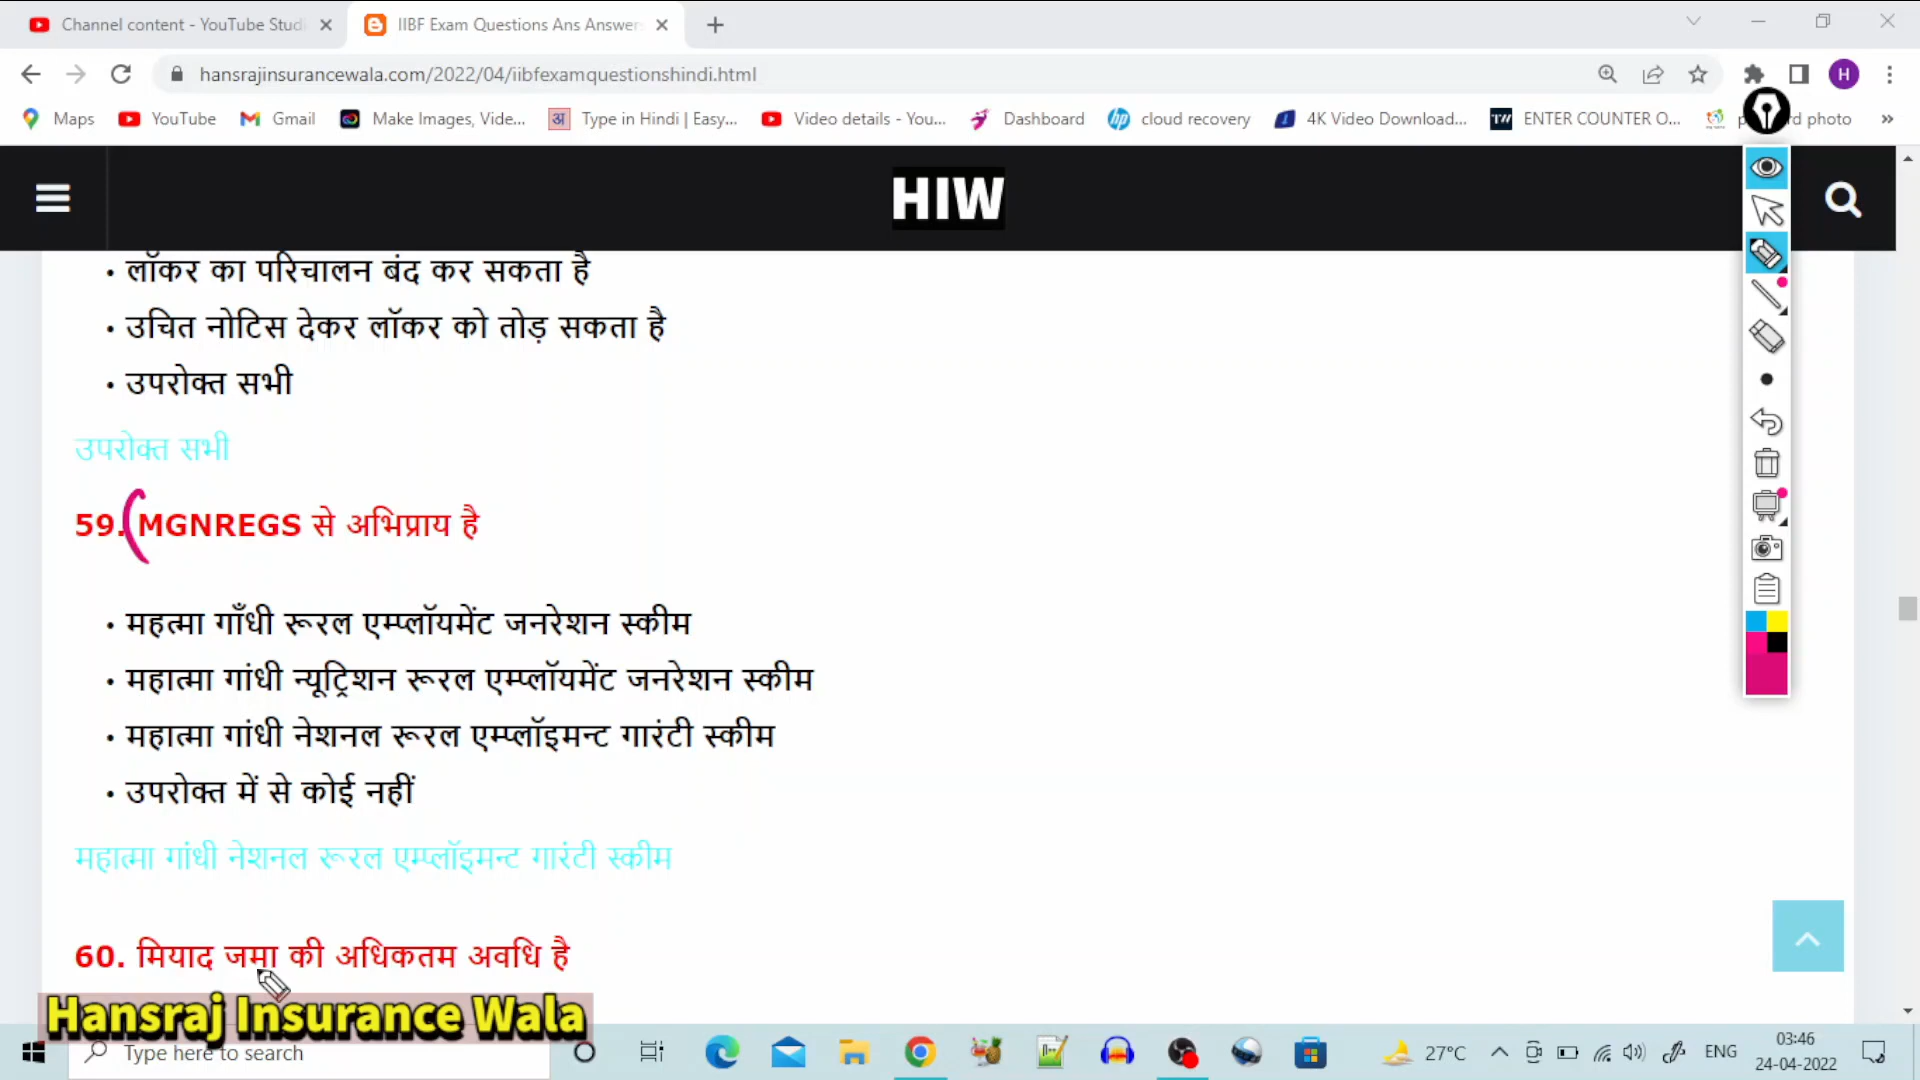 Channel content - YouTube Studi
IIBF Exam Questions Ans Answer
hansrajinsurancewala.com/2022/04/iibfexamquestionshindi.html
H
Maps
YouTube
Gmail
Make Images, Vide...
अ
Type in Hindi | Easy...
Video details - You...
Dashboard
hp
cloud recovery
4K Video Download...
TW
ENTER COUNTER O...
photo
HIW
• लॉकर का परिचालन बंद कर सकता है
• उचित नोटिस देकर लॉकर को तोड़ सकता है
• उपरोक्त सभी
उपरोक्त सभी
59. MGNREGS से अभिप्राय है
• महत्मा गाँधी रूरल एम्प्लॉयमेंट जनरेशन स्कीम
• महात्मा गांधी न्यूट्रिशन रूरल एम्प्लॉयमेंट जनरेशन स्कीम
• महात्मा गांधी नेशनल रूरल एम्प्लॉइमन्ट गारंटी स्कीम
• उपरोक्त में से कोई नहीं
महात्मा गांधी नेशनल रूरल एम्प्लॉइमन्ट गारंटी स्कीम
60. मियाद जमा की अधिकतम अवधि है
Hansraj Insurance Wala
Type here to search
27°C
ENG
03:46
24-04-2022